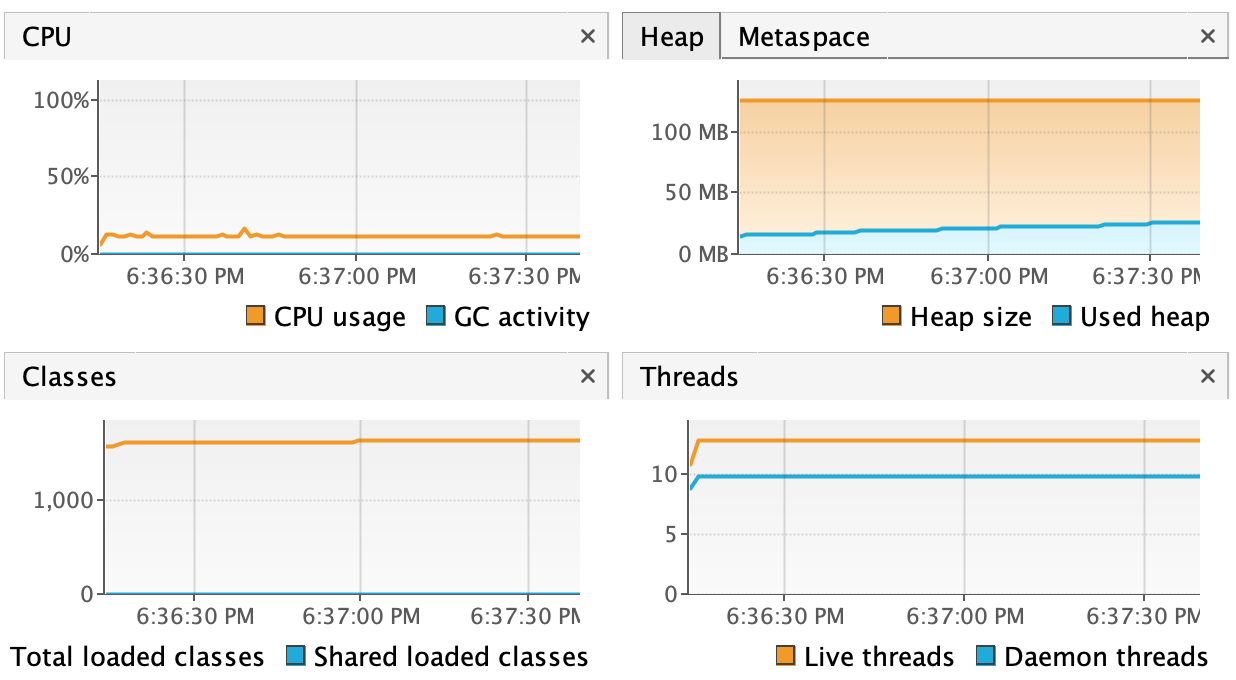 CPU ×
100%
50%
0%
6:36:30 PM 6:37:00 PM 6:37:30 PM
CPU usage GC activity
Heap Metaspace ×
100 MB
50 MB
0 MB
6:36:30 PM 6:37:00 PM 6:37:30 PM
Heap size Used heap
Classes ×
1,000
0
6:36:30 PM 6:37:00 PM 6:37:30 PM
Total loaded classes Shared loaded classes
Threads ×
10
5
0
6:36:30 PM 6:37:00 PM 6:37:30 PM
Live threads Daemon threads